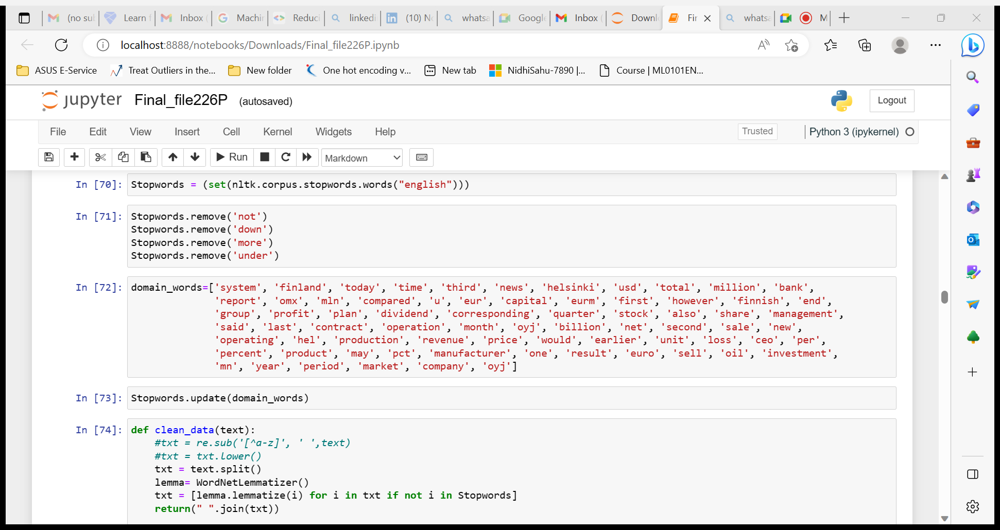 (no su Learn f Inbox ( Machin Reduci linkedi (10) N whatsa Google Inbox ( Downl Fir whatsa M
localhost:8888/notebooks/Downloads/Final_file226P.ipynb
ASUS E-Service Treat Outliers in the... New folder One hot encoding v... New tab NidhiSahu-7890 |... Course | ML0101EN...
jupyter Final_file226P (autosaved) Logout
File Edit View Insert Cell Kernel Widgets Help Trusted Python 3 (ipykernel)
Run Markdown
In [70]: Stopwords = (set(nltk.corpus.stopwords.words("english")))
In [71]: Stopwords.remove('not')
Stopwords.remove('down')
Stopwords.remove('more')
Stopwords.remove('under')
In [72]: domain_words=['system', 'finland', 'today', 'time', 'third', 'news', 'helsinki', 'usd', 'total', 'million', 'bank',
'report', 'omx', 'mln', 'compared', 'u', 'eur', 'capital', 'eurm', 'first', 'however', 'finnish', 'end',
'group', 'profit', 'plan', 'dividend', 'corresponding', 'quarter', 'stock', 'also', 'share', 'management',
'said', 'last', 'contract', 'operation', 'month', 'oyj', 'billion', 'net', 'second', 'sale', 'new',
'operating', 'hel', 'production', 'revenue', 'price', 'would', 'earlier', 'unit', 'loss', 'ceo', 'per',
'percent', 'product', 'may', 'pct', 'manufacturer', 'one', 'result', 'euro', 'sell', 'oil', 'investment',
'mn', 'year', 'period', 'market', 'company', 'oyj']
In [73]: Stopwords.update(domain_words)
In [74]: def clean_data(text):
#txt = re.sub('[^a-z]', ' ',text)
#txt = txt.lower()
txt = text.split()
lemma= WordNetLemmatizer()
txt = [lemma.lemmatize(i) for i in txt if not i in Stopwords]
return(" ".join(txt))